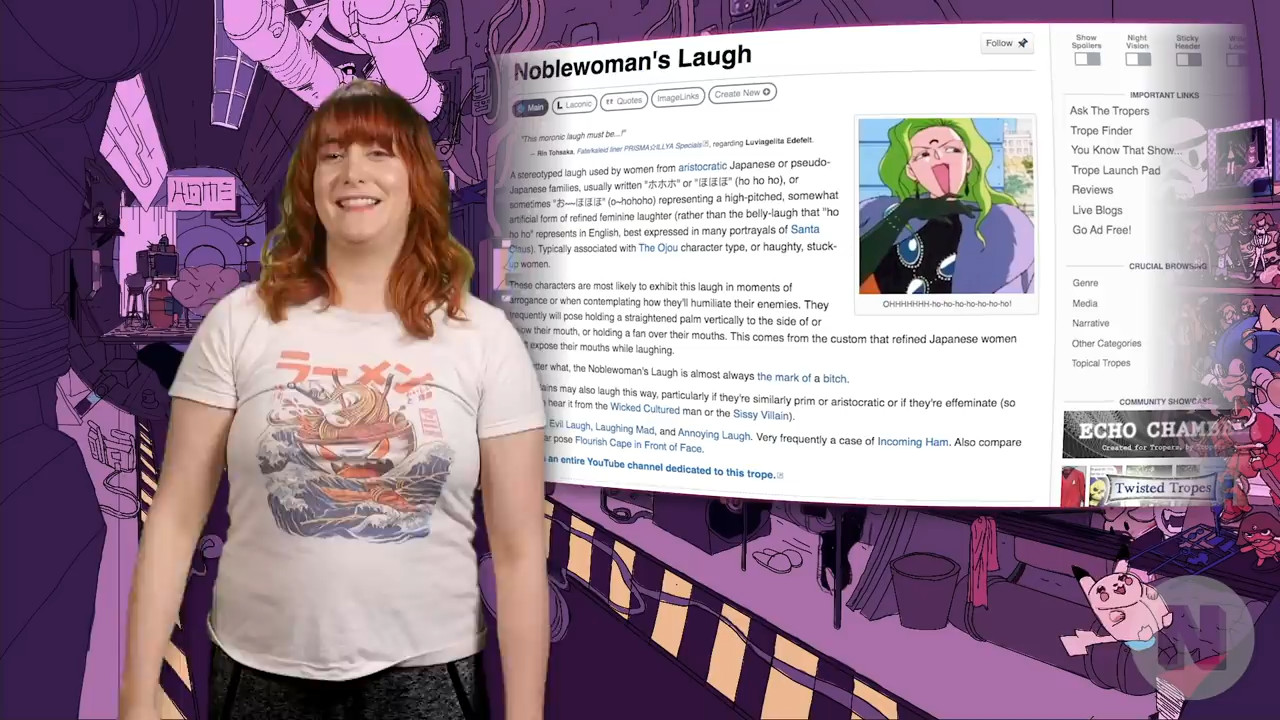 Noblewoman's Laugh
Follow
Main
L Laconic
Quotes
ImageLinks
Create New
"This moronic laugh must be...!"
— Rin Tohsaka, Fate/kaleid liner PRISMA☆ILLYA Specials, regarding Luviagelita Edefelt.
A stereotyped laugh used by women from aristocratic Japanese or pseudo-
Japanese families, usually written "ホホホ" or "ほほほ" (ho ho ho), or
sometimes "お〜ほほほ" (o~hohoho) representing a high-pitched, somewhat
artificial form of refined feminine laughter (rather than the belly-laugh that "ho
ho ho" represents in English, best expressed in many portrayals of Santa
Claus). Typically associated with The Ojou character type, or haughty, stuck-
up women.
These characters are most likely to exhibit this laugh in moments of
arrogance or when contemplating how they'll humiliate their enemies. They
frequently will pose holding a straightened palm vertically to the side of or
their mouth, or holding a fan over their mouths. This comes from the custom that refined Japanese women
expose their mouths while laughing.
what, the Noblewoman's Laugh is almost always the mark of a bitch.
may also laugh this way, particularly if they're similarly prim or aristocratic or if they're effeminate (so
hear it from the Wicked Cultured man or the Sissy Villain).
Evil Laugh, Laughing Mad, and Annoying Laugh. Very frequently a case of Incoming Ham. Also compare
pose Flourish Cape in Front of Face.
an entire YouTube channel dedicated to this trope.
OHHHHHHH-ho-ho-ho-ho-ho-ho-ho!
Show
Spoilers
Night
Vision
Sticky
Header
IMPORTANT LINKS
Ask The Tropers
Trope Finder
You Know That Show...
Trope Launch Pad
Reviews
Live Blogs
Go Ad Free!
CRUCIAL BROWSING
Genre
Media
Narrative
Other Categories
Topical Tropes
COMMUNITY SHOWCASE
ECHO CHAMB
Created for Tropers, by
Twisted Tropes
ラーメン
HOME
N